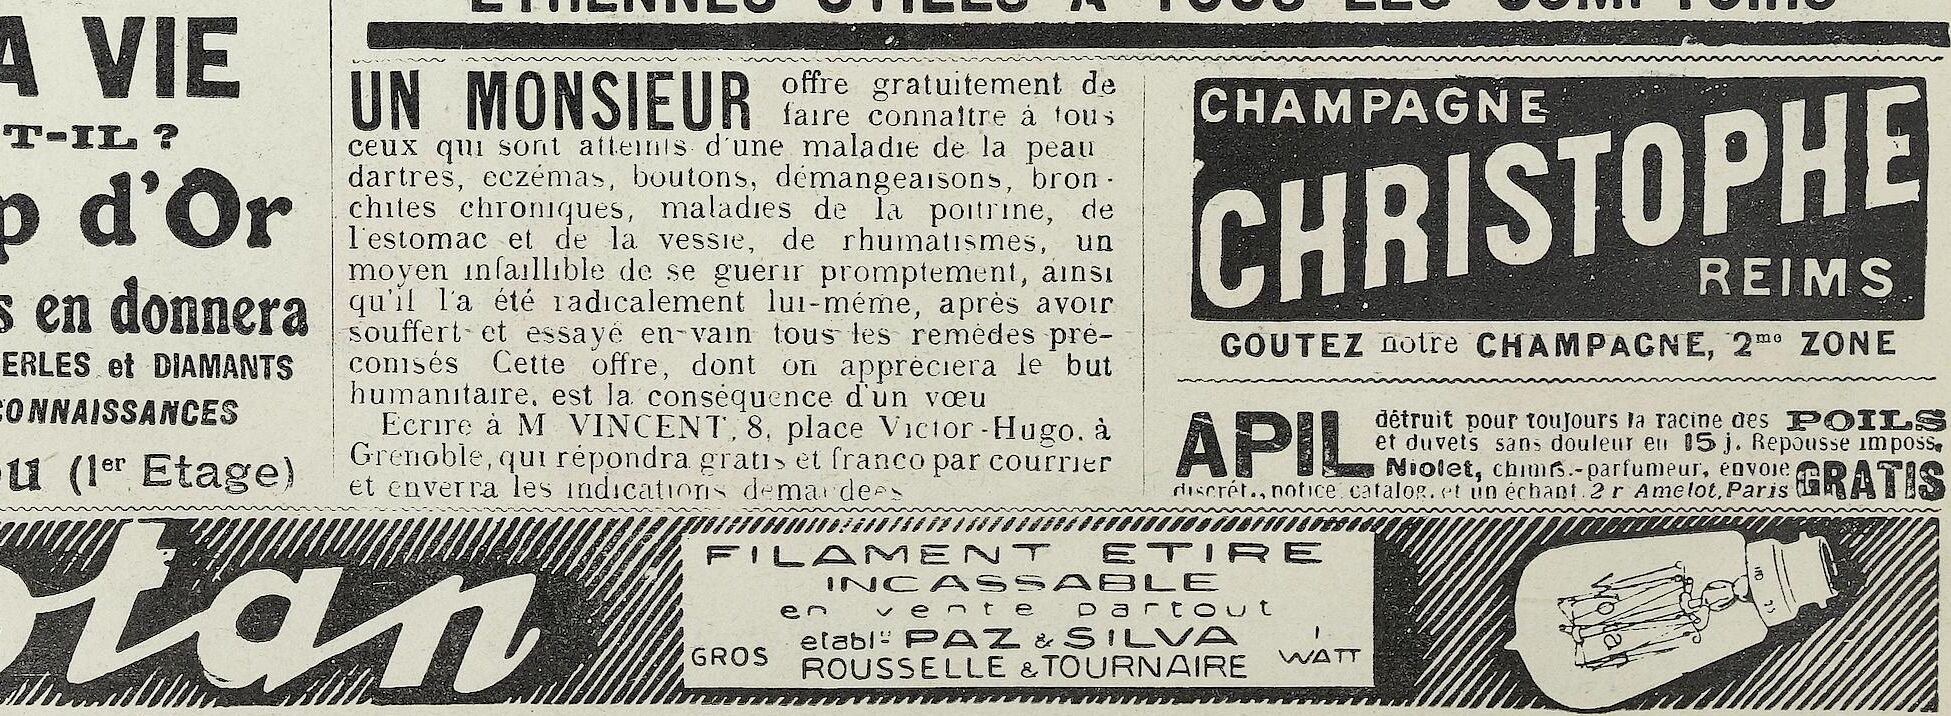 ETRENNES UTILES A TOUS LES COMPTOIRS
A VIE
T-IL ?
p d'Or
s en donnera
ERLES et DIAMANTS
CONNAISSANCES
ou (1er Etage)
UN MONSIEUR offre gratuitement de
faire connaître à tous
ceux qui sont atteints d'une maladie de la peau
dartres, eczémas, boutons, démangeaisons, bron-
chites chroniques, maladies de la poitrine, de
l'estomac et de la vessie, de rhumatismes, un
moyen infaillible de se guérir promptement, ainsi
qu'il l'a été radicalement lui-même, après avoir
souffert et essayé en vain tous les remèdes pré-
conisés Cette offre, dont on appréciera le but
humanitaire, est la conséquence d'un vœu
Ecrire à M VINCENT, 8, place Victor-Hugo, à
Grenoble, qui répondra gratis et franco par courrier
et enverra les indications demandées
CHAMPAGNE
CHRISTOPHE
REIMS
GOUTEZ notre CHAMPAGNE, 2me ZONE
APIL détruit pour toujours la racine des POILS
et duvets sans douleur en 15 j. Repousse imposs.
Niolet, chimis.-parfumeur, envoie GRATIS
discrét., notice, catalog. et un échant. 2 r Amelot, Paris
tan
FILAMENT ETIRE
INCASSABLE
en vente partout
GROSS etablts PAZ & SILVA
ROUSSELLE & TOURNAIRE
1 WATT